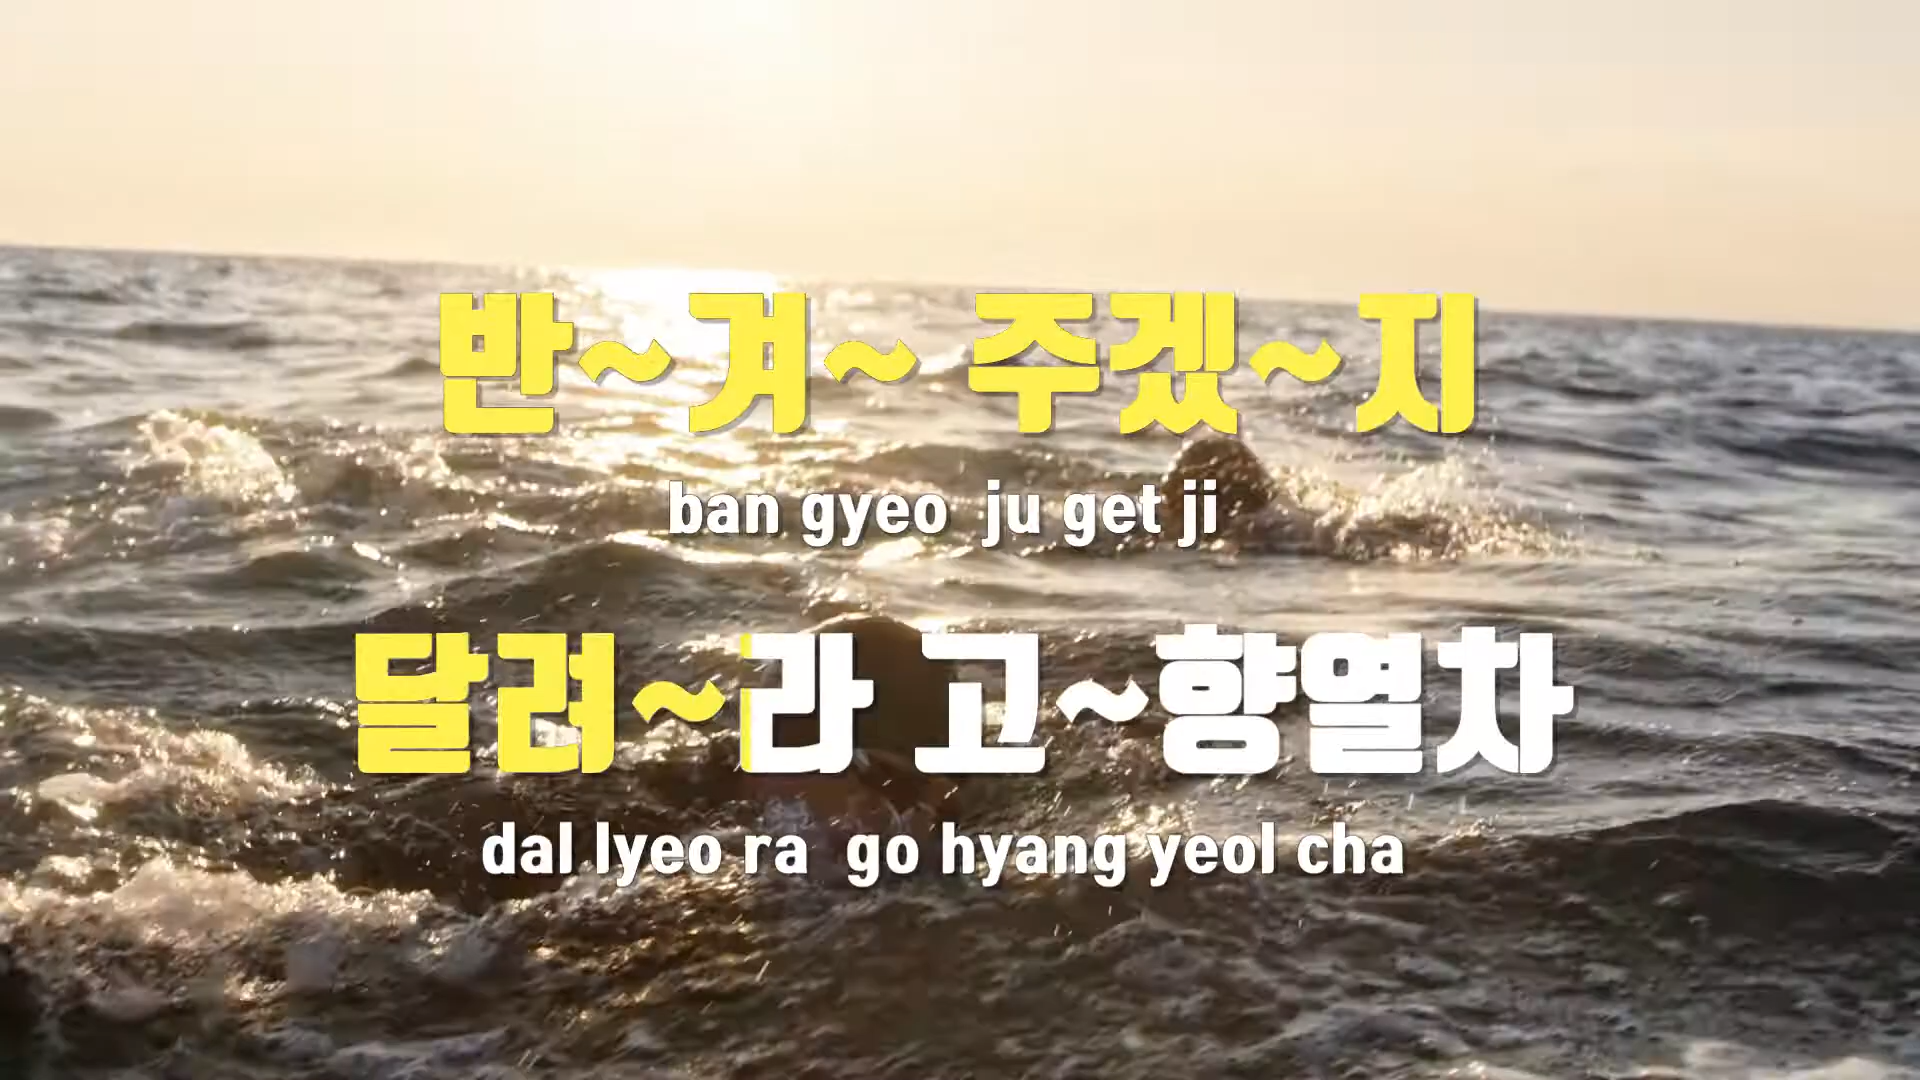 반~겨~ 주겠~지
ban gyeo ju get ji
달려~라 고~향열차
dal lyeo ra go hyang yeol cha